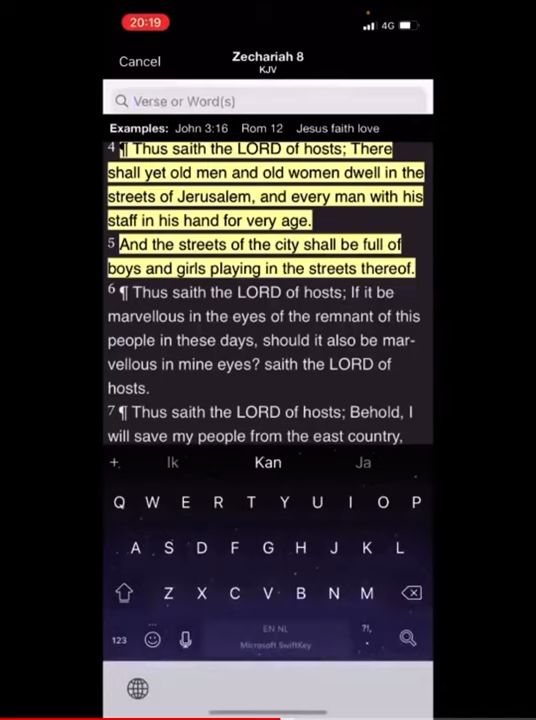 20:19
4G
Cancel
Zechariah 8
KJV
Verse or Word(s)
Examples: John 3:16 Rom 12 Jesus faith love
4 ¶ Thus saith the LORD of hosts; There
shall yet old men and old women dwell in the
streets of Jerusalem, and every man with his
staff in his hand for very age.
5 And the streets of the city shall be full of
boys and girls playing in the streets thereof.
6 ¶ Thus saith the LORD of hosts; If it be
marvellous in the eyes of the remnant of this
people in these days, should it also be mar-
vellous in mine eyes? saith the LORD of
hosts.
7 ¶ Thus saith the LORD of hosts; Behold, I
will save my people from the east country,
+ Ik Kan Ja
Q W E R T Y U I O P
A S D F G H J K L
Z X C V B N M
123
EN NL
Microsoft SwiftKey
?!,
.